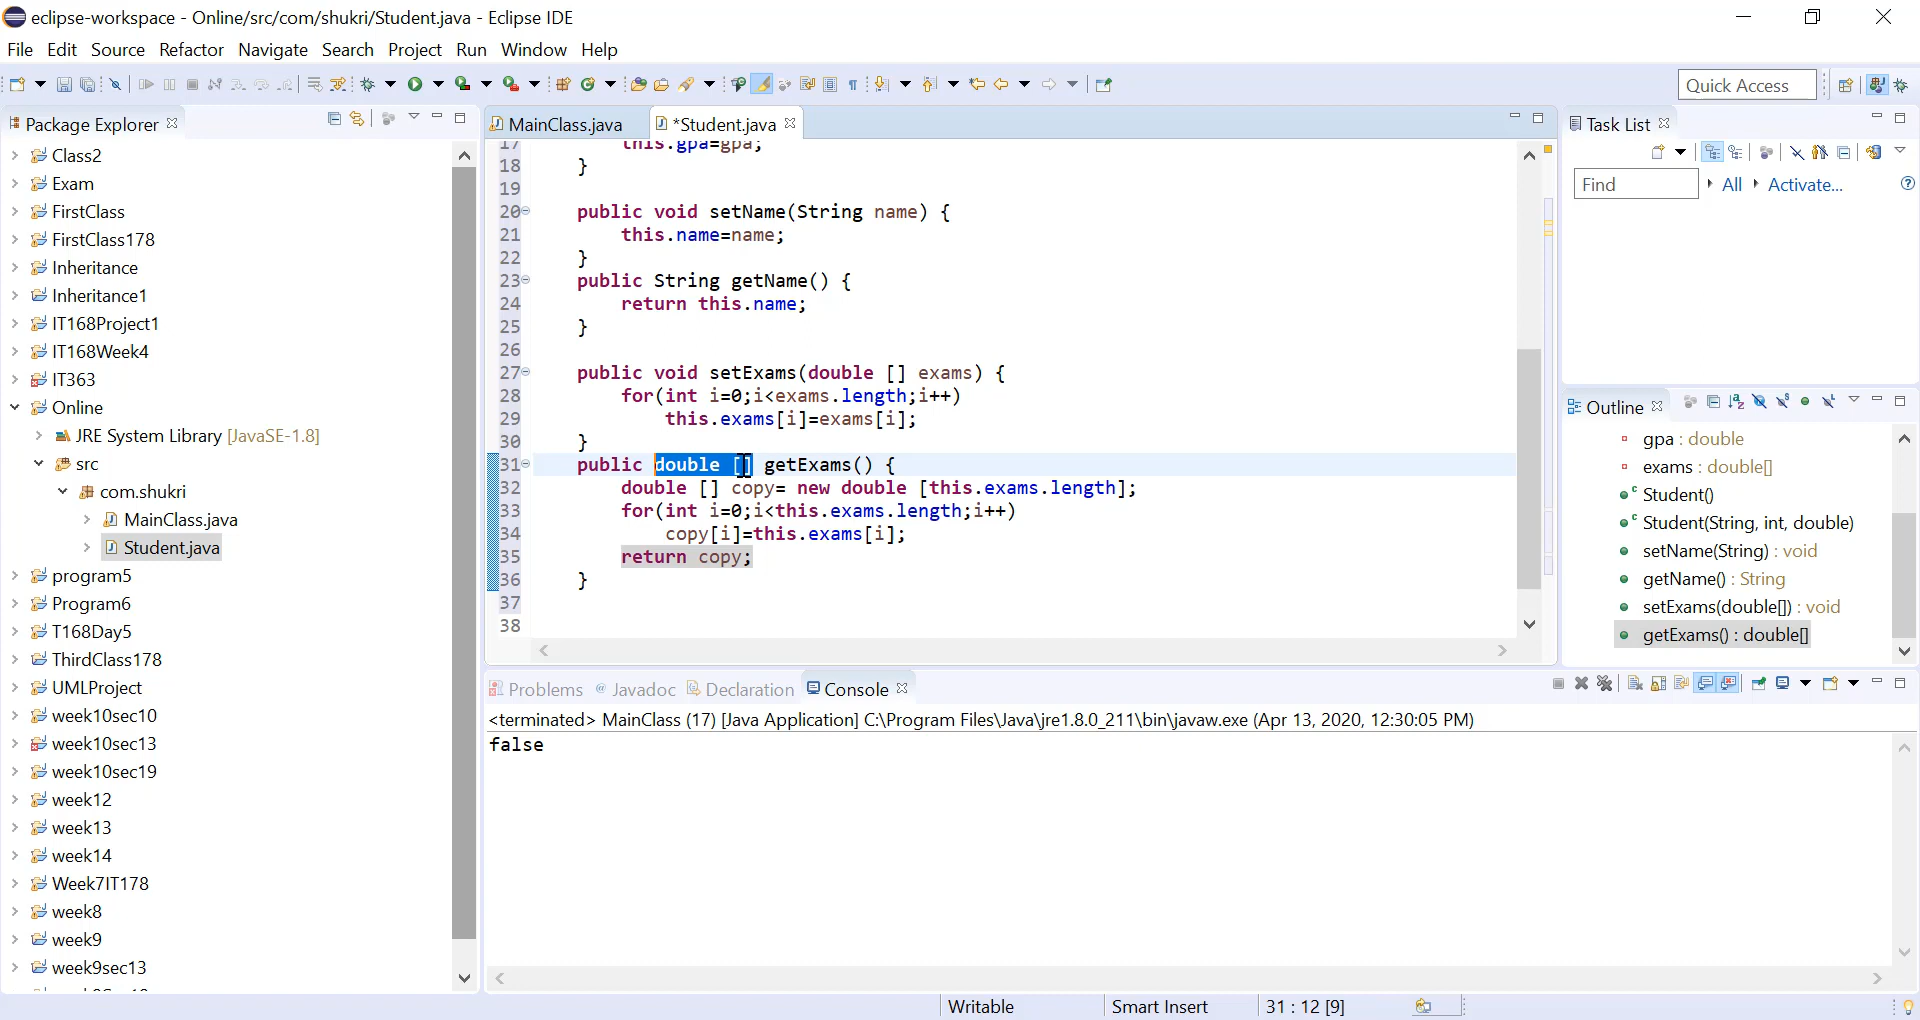 eclipse-workspace - Online/src/com/shukri/Student.java - Eclipse IDE
File Edit Source Refactor Navigate Search Project Run Window Help
Quick Access
Package Explorer
Class2
Exam
FirstClass
FirstClass178
Inheritance
Inheritance1
IT168Project1
IT168Week4
IT363
Online
JRE System Library [JavaSE-1.8]
src
com.shukri
MainClass.java
Student.java
program5
Program6
T168Day5
ThirdClass178
UMLProject
week10sec10
week10sec13
week10sec19
week12
week13
week14
Week7IT178
week8
week9
week9sec13
MainClass.java *Student.java
17 this.gpa=gpa;
18 }
19
20 public void setName(String name) {
21 this.name=name;
22 }
23 public String getName() {
24 return this.name;
25 }
26
27 public void setExams(double [] exams) {
28 for(int i=0;i<exams.length;i++)
29 this.exams[i]=exams[i];
30 }
31 public double [] getExams() {
32 double [] copy= new double [this.exams.length];
33 for(int i=0;i<this.exams.length;i++)
34 copy[i]=this.exams[i];
35 return copy;
36 }
37
38
Task List
Find All Activate...
Outline
gpa : double
exams : double[]
Student()
Student(String, int, double)
setName(String) : void
getName() : String
setExams(double[]) : void
getExams() : double[]
Problems @ Javadoc Declaration Console
<terminated> MainClass (17) [Java Application] C:\Program Files\Java\jre1.8.0_211\bin\javaw.exe (Apr 13, 2020, 12:30:05 PM)
false
Writable Smart Insert 31 : 12 [9]